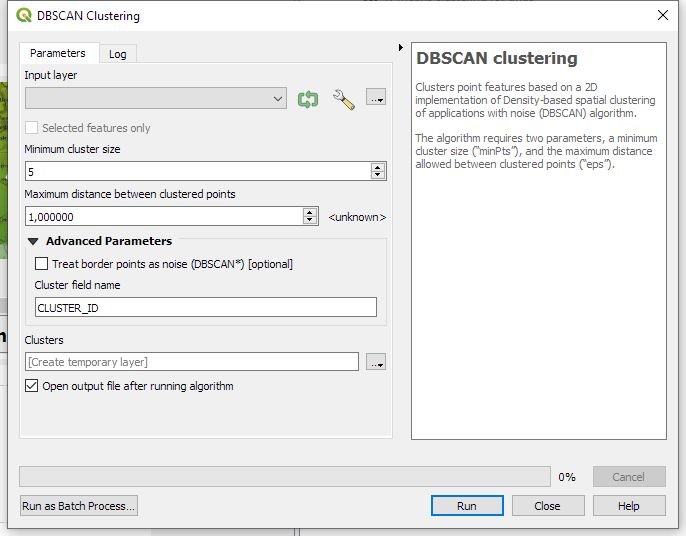 DBSCAN Clustering
Parameters
Log
Input layer
...
Selected features only
Minimum cluster size
5
Maximum distance between clustered points
1,000000
<unknown>
Advanced Parameters
Treat border points as noise (DBSCAN*) [optional]
Cluster field name
CLUSTER_ID
Clusters
[Create temporary layer]
...
Open output file after running algorithm
DBSCAN clustering
Clusters point features based on a 2D
implementation of Density-based spatial clustering
of applications with noise (DBSCAN) algorithm.
The algorithm requires two parameters, a minimum
cluster size (“minPts”), and the maximum distance
allowed between clustered points (“eps”).
0%
Cancel
Run as Batch Process...
Run
Close
Help